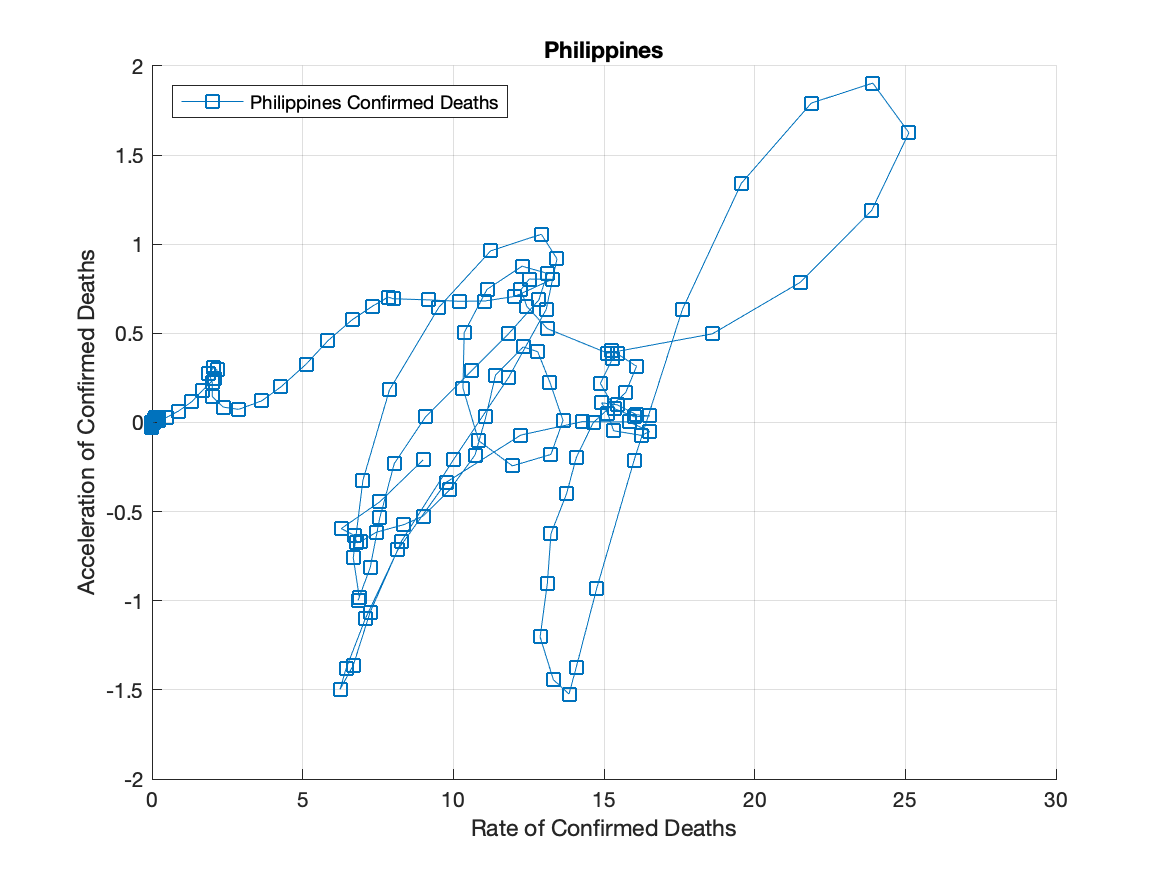 Philippines
Philippines Confirmed Deaths
2
1.5
1
0.5
0
-0.5
-1
-1.5
-2
Acceleration of Confirmed Deaths
0 5 10 15 20 25 30
Rate of Confirmed Deaths